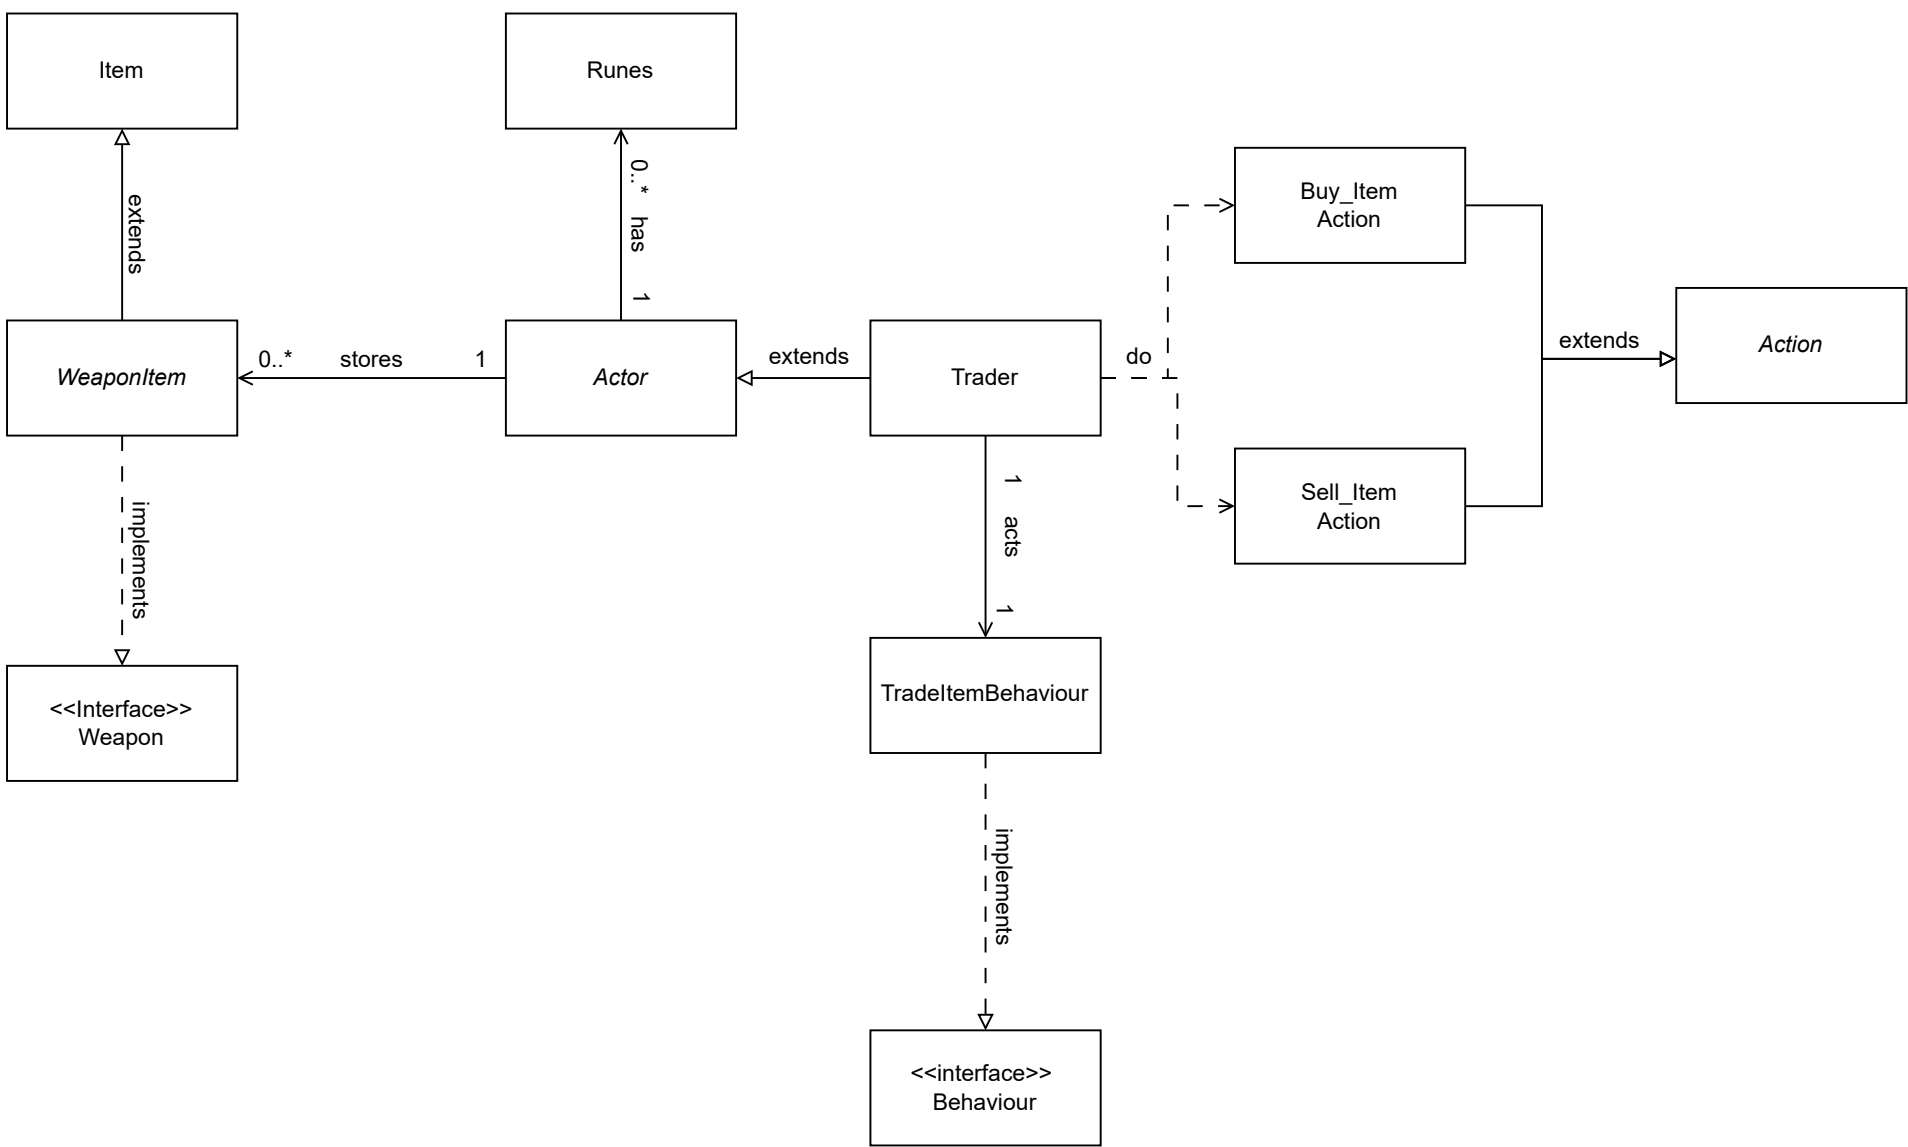 Item
Runes
extends
0..*
has
1
Buy_Item
Action
WeaponItem
0..*
stores
1
Actor
extends
Trader
do
extends
Action
implements
1
acts
1
Sell_Item
Action
<<Interface>>
Weapon
TradeItemBehaviour
implements
<<interface>>
Behaviour